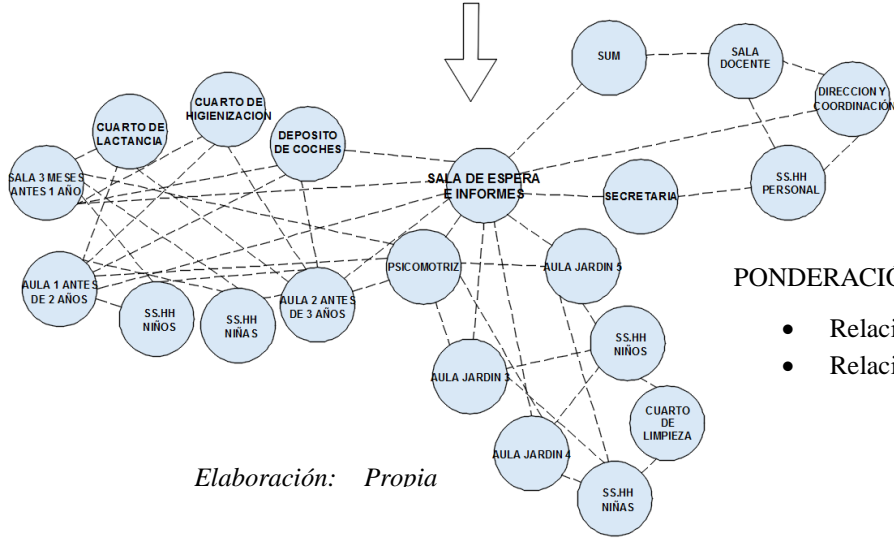 SUM
SALA
DOCENTE
DIRECCION Y
COORDINACIÓN
CUARTO DE
HIGIENIZACION
CUARTO DE
LACTANCIA
DEPOSITO
DE COCHES
SALA 3 MESES
ANTES 1 AÑO
SALA DE ESPERA
E INFORMES
SECRETARIA
SS.HH
PERSONAL
PSICOMOTRIZ
AULA JARDIN 5
AULA 1 ANTES
DE 2 AÑOS
SS.HH
NIÑOS
SS.HH
NIÑAS
AULA 2 ANTES
DE 3 AÑOS
PONDERACIO
• Relaci
• Relaci
SS.HH
NIÑOS
AULA JARDIN 3
CUARTO
DE
LIMPIEZA
AULA JARDIN 4
SS.HH
NIÑAS
Elaboración: Propia